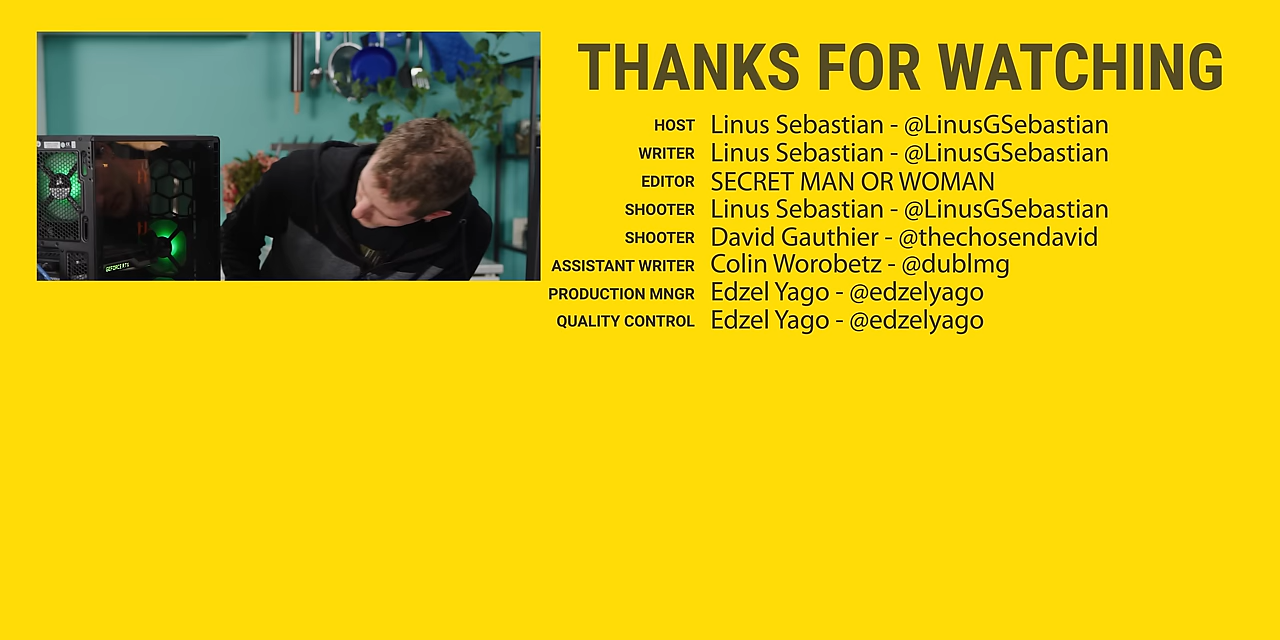 THANKS FOR WATCHING
HOST Linus Sebastian - @LinusGSebastian
WRITER Linus Sebastian - @LinusGSebastian
EDITOR SECRET MAN OR WOMAN
SHOOTER Linus Sebastian - @LinusGSebastian
SHOOTER David Gauthier - @thechosendavid
ASSISTANT WRITER Colin Worobetz - @dublmg
PRODUCTION MNGR Edzel Yago - @edzelyago
QUALITY CONTROL Edzel Yago - @edzelyago
GEFORCE RTX